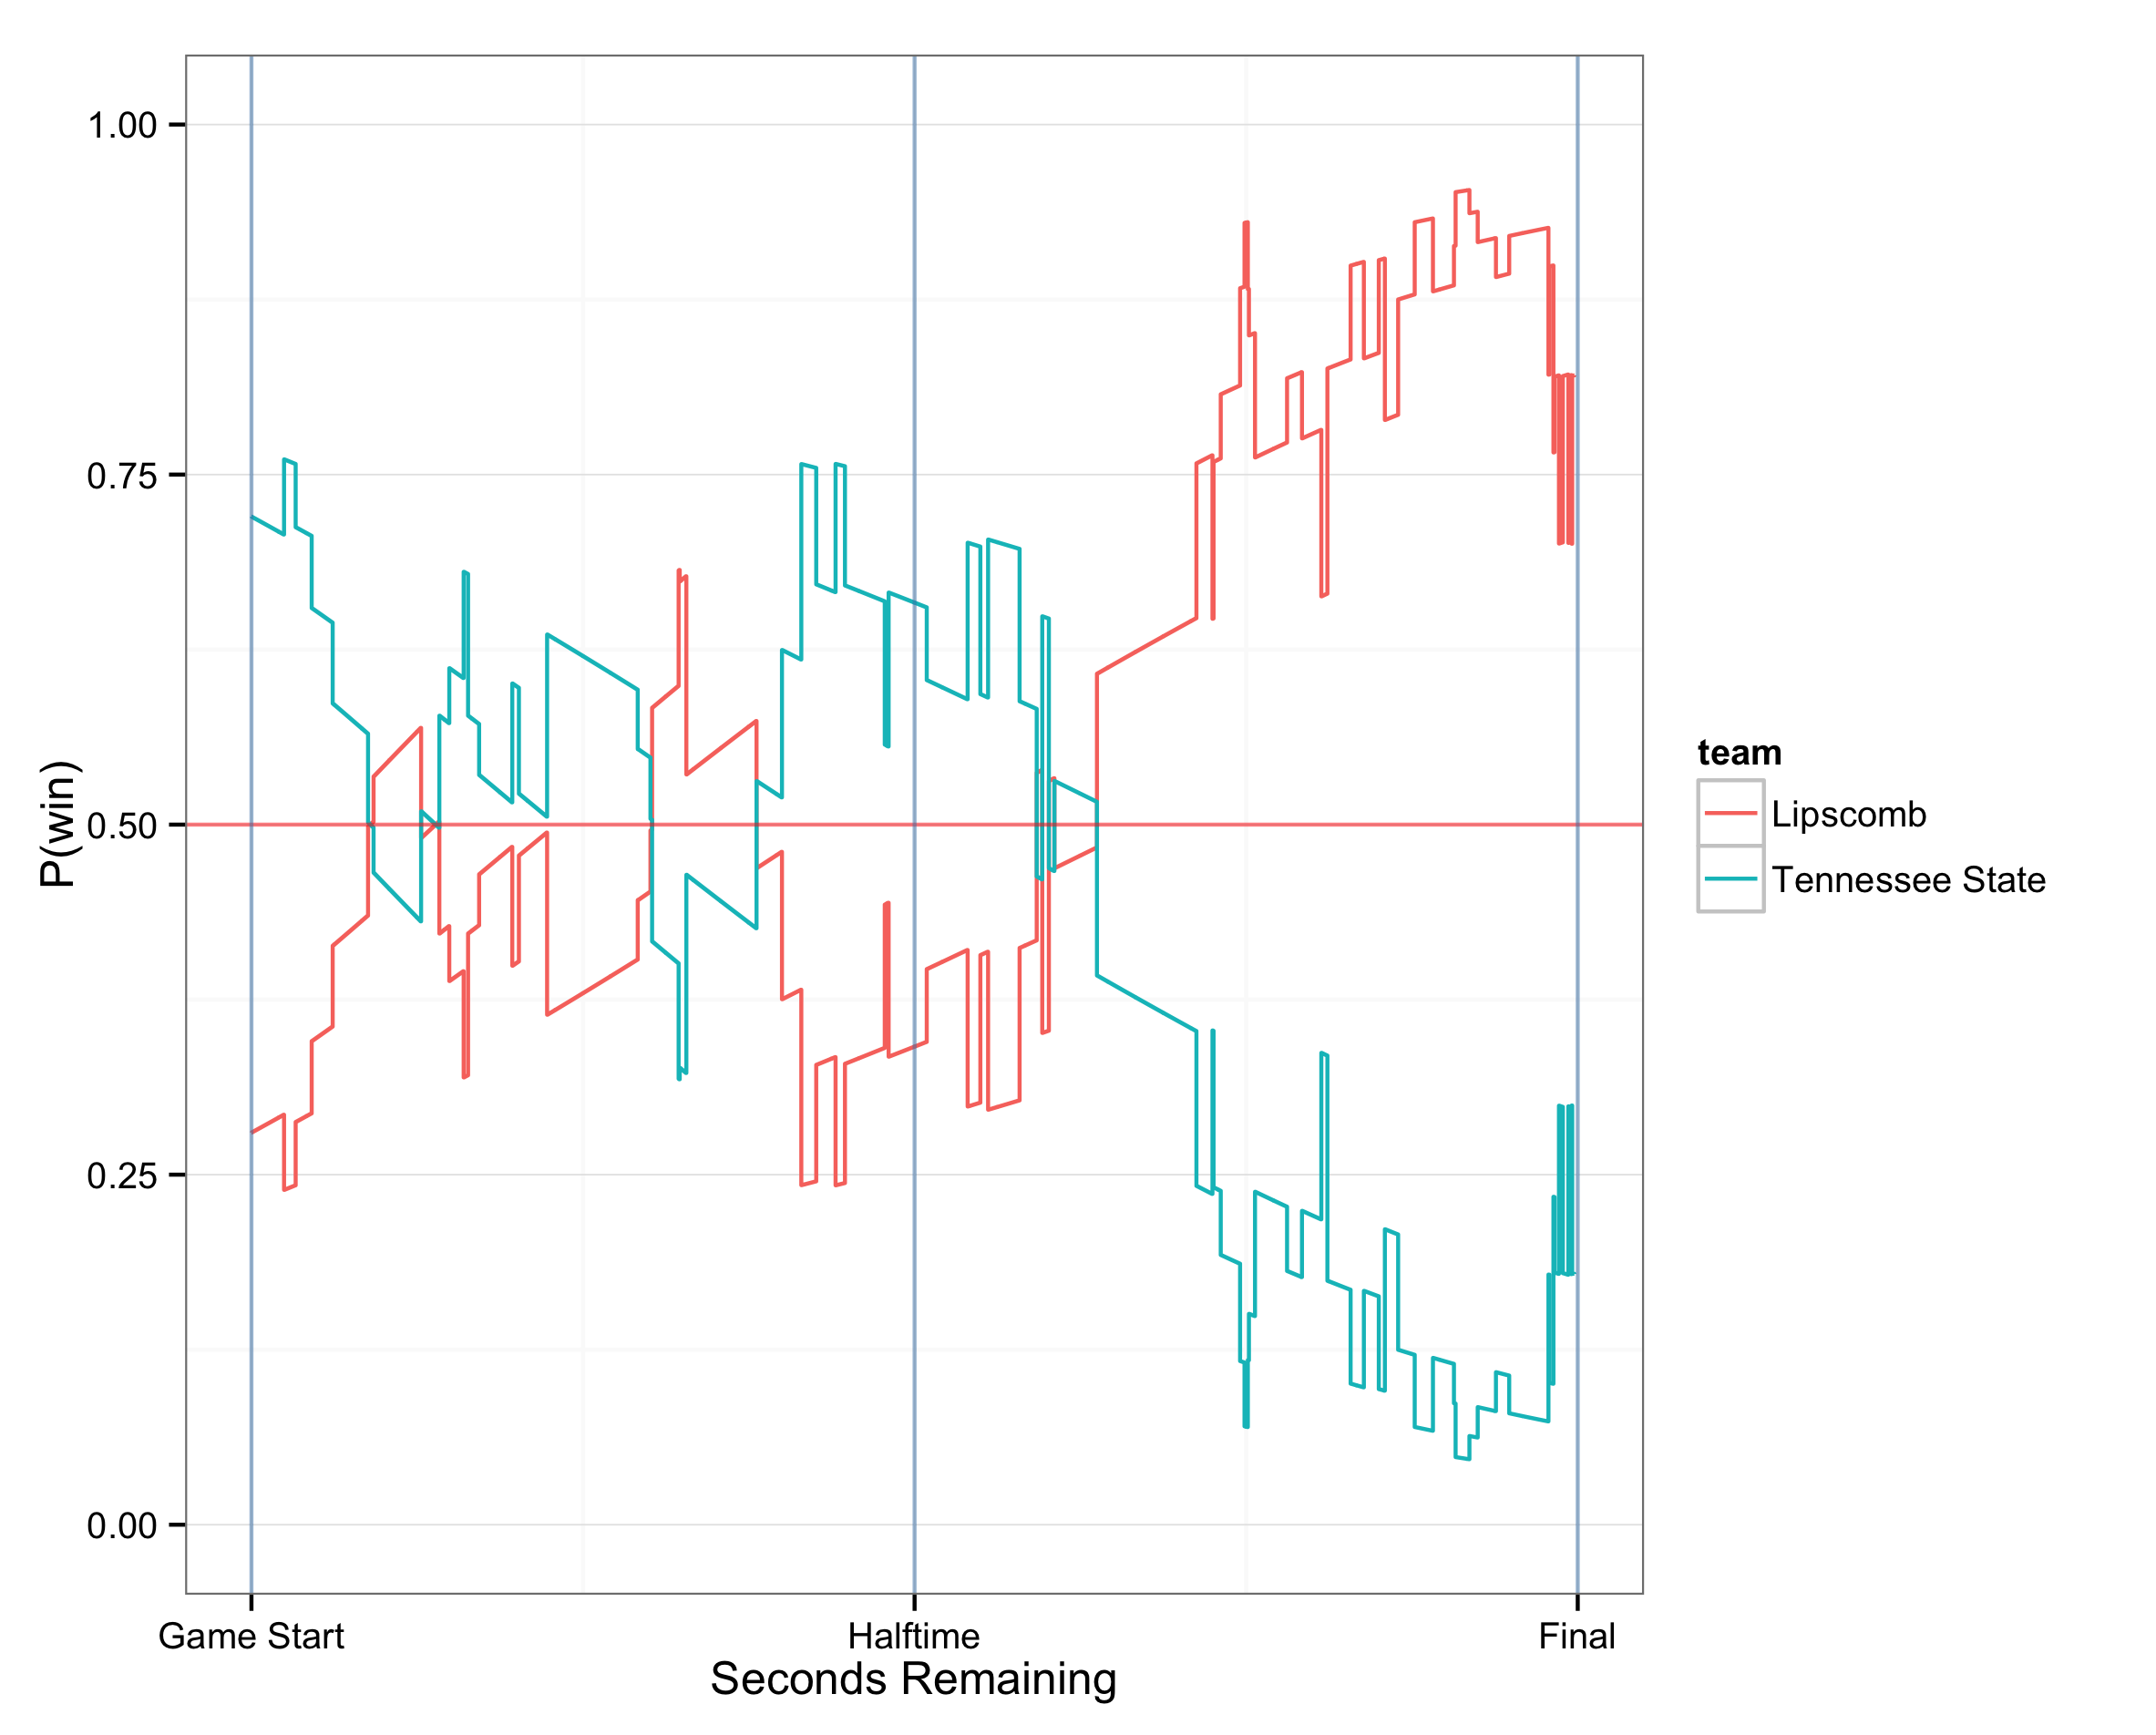 1.00
0.75
0.50
0.25
0.00
P(win)
Game Start
Halftime
Final
Seconds Remaining
team
Lipscomb
Tennessee State